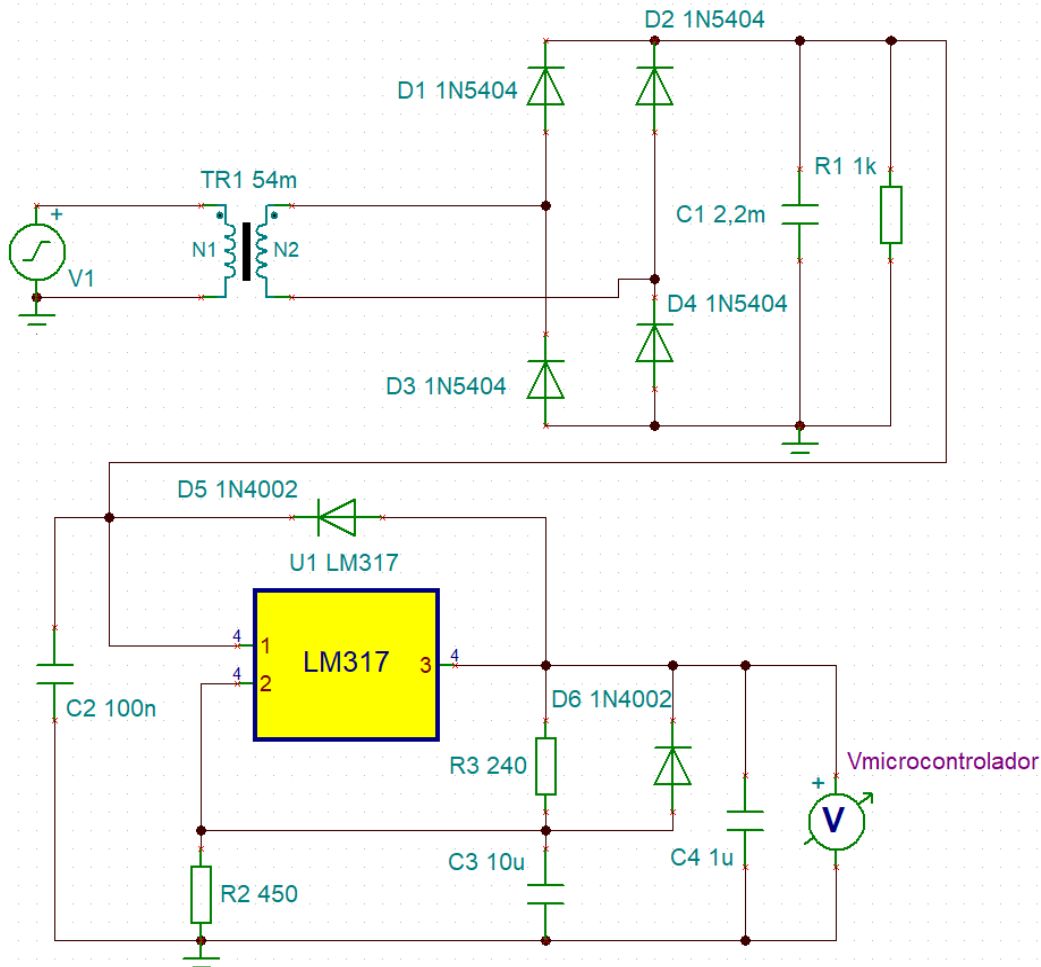 D2 1N5404
D1 1N5404
TR1 54m
R1 1k
C1 2,2m
+
N1
N2
V1
D4 1N5404
D3 1N5404
D5 1N4002
U1 LM317
4
1
LM317
3
4
4
2
C2 100n
D6 1N4002
R3 240
Vmicrocontrolador
+
V
C3 10u
C4 1u
R2 450